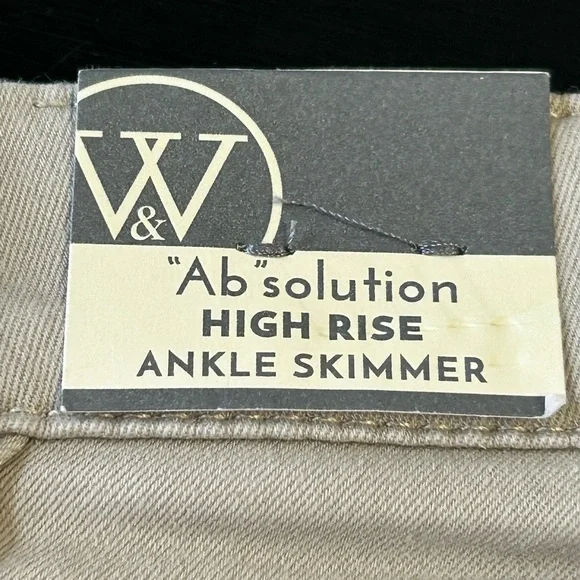 W&W
"Ab"solution
HIGH RISE
ANKLE SKIMMER